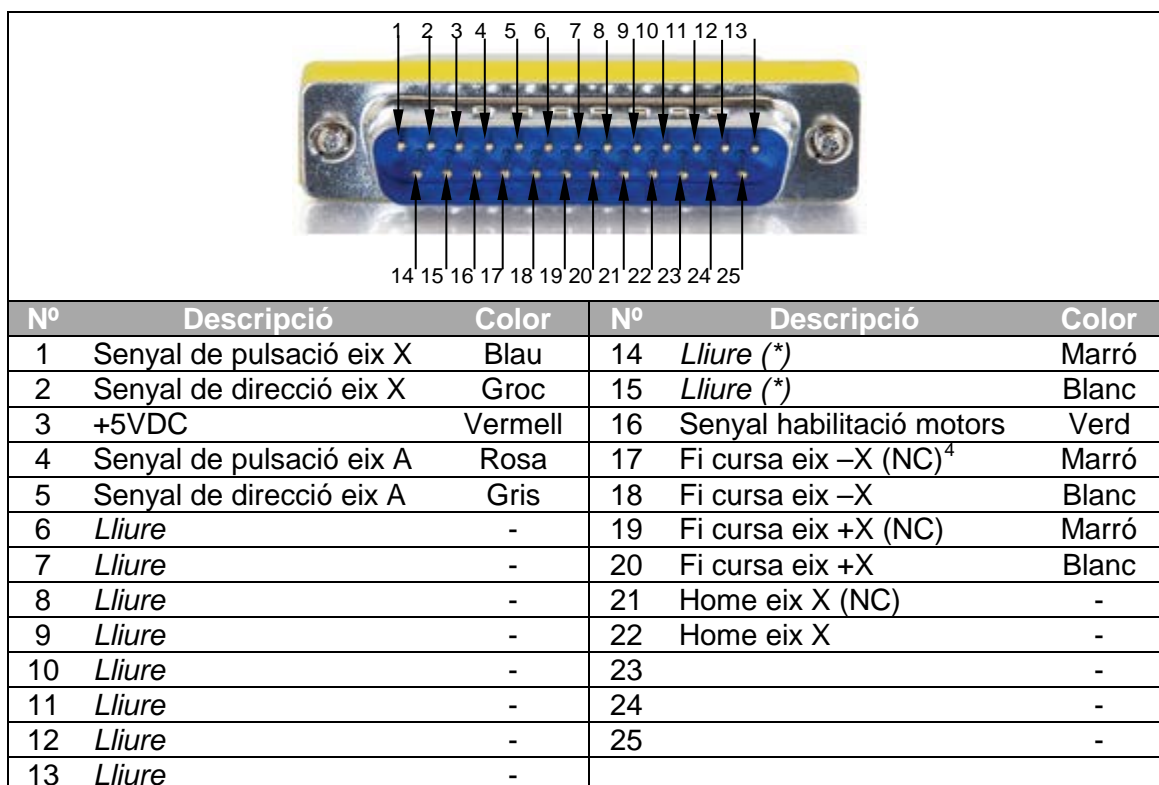 1 2 3 4 5 6 7 8 9 10 11 12 13
14 15 16 17 18 19 20 21 22 23 24 25
Nº Descripció Color Nº Descripció Color
1 Senyal de pulsació eix X Blau 14 Lliure (*) Marró
2 Senyal de direcció eix X Groc 15 Lliure (*) Blanc
3 +5VDC Vermell 16 Senyal habilitació motors Verd
4 Senyal de pulsació eix A Rosa 17 Fi cursa eix –X (NC)4 Marró
5 Senyal de direcció eix A Gris 18 Fi cursa eix –X Blanc
6 Lliure - 19 Fi cursa eix +X (NC) Marró
7 Lliure - 20 Fi cursa eix +X Blanc
8 Lliure - 21 Home eix X (NC) -
9 Lliure - 22 Home eix X -
10 Lliure - 23 -
11 Lliure - 24 -
12 Lliure - 25 -
13 Lliure -